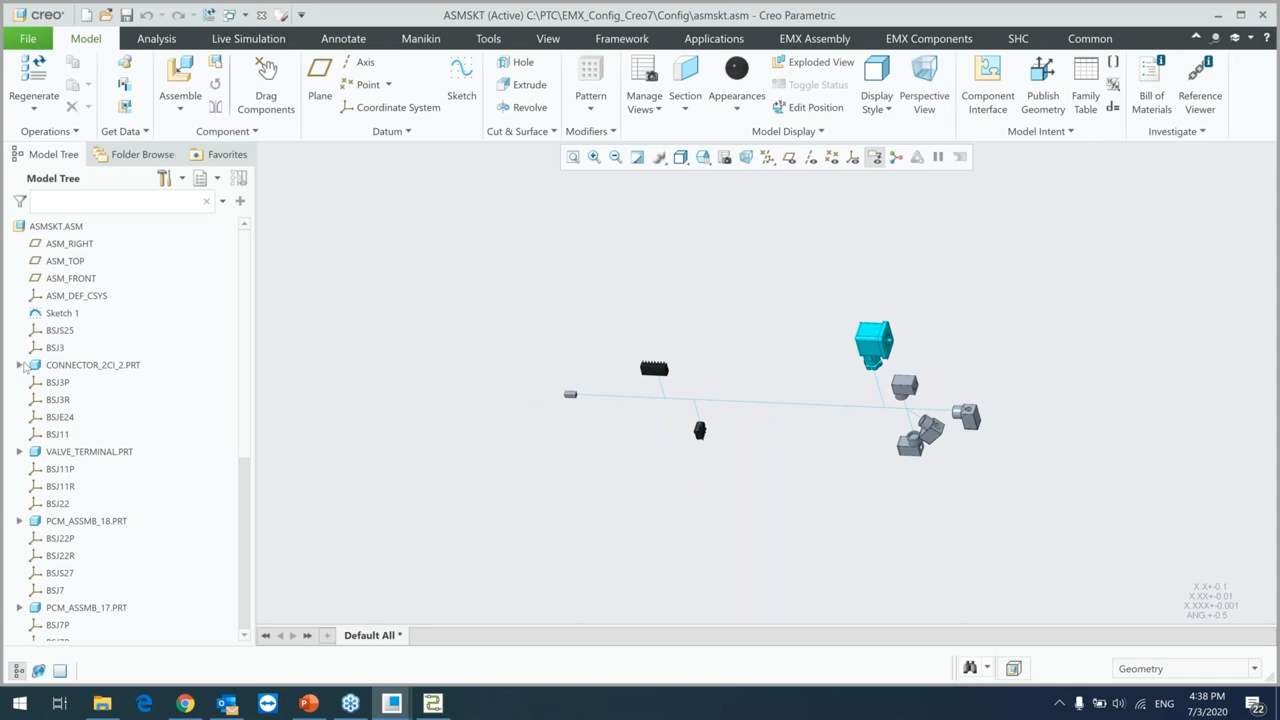 creo ASMSKT (Active) C:\PTC\EMX_Config_Creo7\Config\asmskt.asm - Creo Parametric
File Model Analysis Live Simulation Annotate Manikin Tools View Framework Applications EMX Assembly EMX Components SHC Common
Hole Exploded View
Axis
Point Extrude Toggle Status
Regenerate Assemble Drag Components Plane Coordinate System Sketch Revolve Pattern Manage Views Section Appearances Edit Position Display Style Perspective View Component Interface Publish Geometry Family Table Bill of Materials Reference Viewer
Operations Get Data Component Datum Cut & Surface Modifiers Model Display Model Intent Investigate
Model Tree Folder Browse Favorites
Model Tree
ASMSKT.ASM
ASM_RIGHT
ASM_TOP
ASM_FRONT
ASM_DEF_CSYS
Sketch 1
BSJS25
BSJ3
CONNECTOR_2CI_2.PRT
BSJ3P
BSJ3R
BSJE24
BSJ11
VALVE_TERMINAL.PRT
BSJ11P
BSJ11R
BSJ22
PCM_ASSMB_18.PRT
BSJ22P
BSJ22R
BSJS27
BSJ7
PCM_ASSMB_17.PRT
BSJ7P
X.X+-0.1
X.XX+-0.01
X.XXX+-0.001
ANG.+-0.5
Default All *
Geometry
ENG
4:38 PM
7/3/2020
22